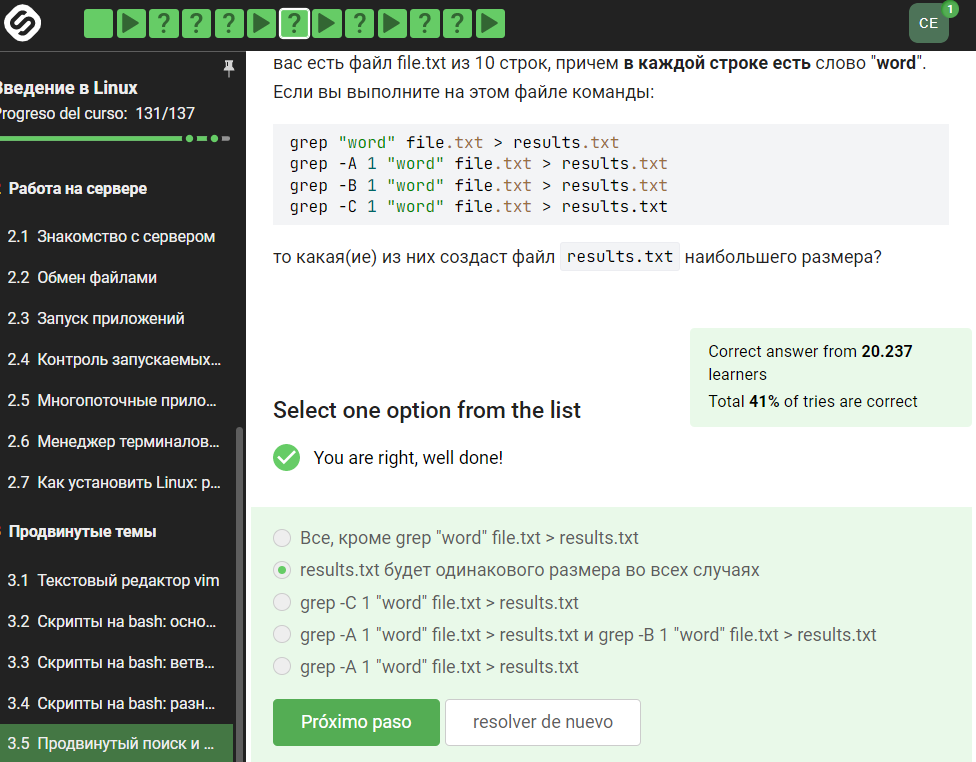 ? ? ? ? ? ? ?
CE
1
Введение в Linux
Progreso del curso: 131/137
Работа на сервере
2.1 Знакомство с сервером
2.2 Обмен файлами
2.3 Запуск приложений
2.4 Контроль запускаемых...
2.5 Многопоточные прило...
2.6 Менеджер терминалов...
2.7 Как установить Linux: р...
Продвинутые темы
3.1 Текстовый редактор vim
3.2 Скрипты на bash: осно...
3.3 Скрипты на bash: ветв...
3.4 Скрипты на bash: разн...
3.5 Продвинутый поиск и ...
вас есть файл file.txt из 10 строк, причем в каждой строке есть слово "word".
Если вы выполните на этом файле команды:
grep "word" file.txt > results.txt
grep -A 1 "word" file.txt > results.txt
grep -B 1 "word" file.txt > results.txt
grep -C 1 "word" file.txt > results.txt
то какая(ие) из них создаст файл results.txt наибольшего размера?
Correct answer from 20.237
learners
Total 41% of tries are correct
Select one option from the list
You are right, well done!
Все, кроме grep "word" file.txt > results.txt
results.txt будет одинакового размера во всех случаях
grep -C 1 "word" file.txt > results.txt
grep -A 1 "word" file.txt > results.txt и grep -B 1 "word" file.txt > results.txt
grep -A 1 "word" file.txt > results.txt
Próximo paso
resolver de nuevo